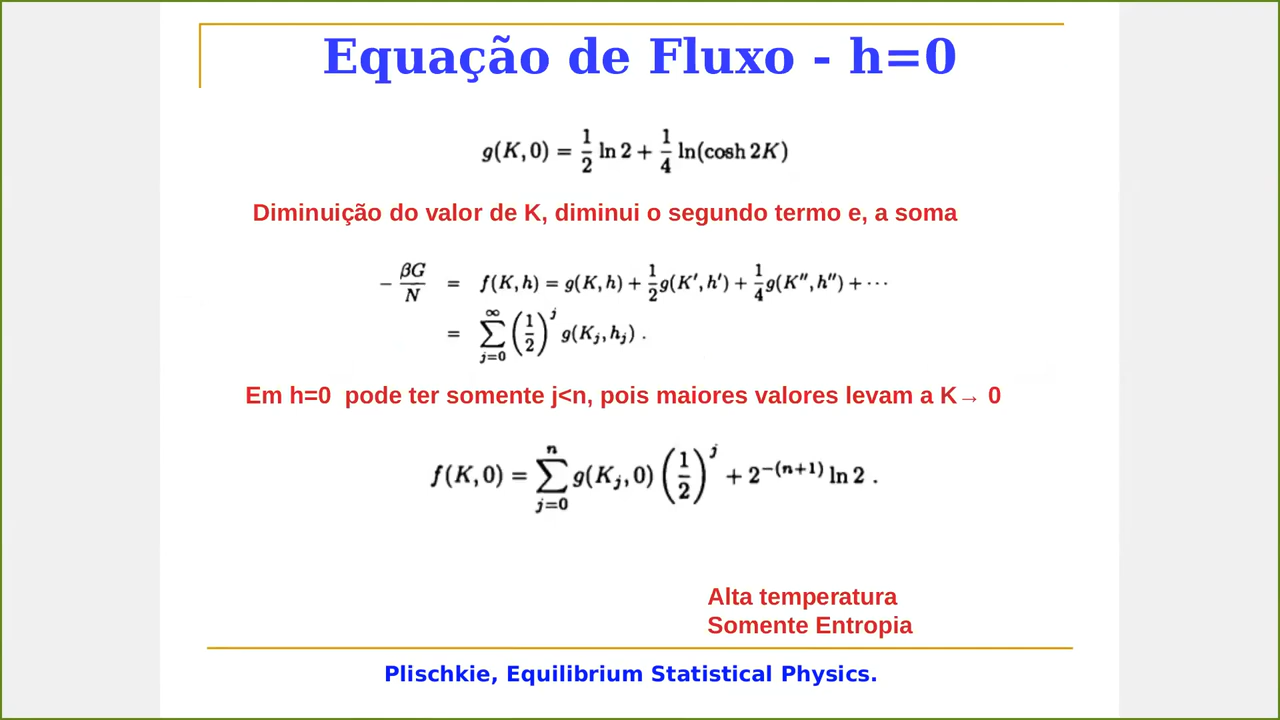 Equação de Fluxo - h=0
g(K,0) = 1/2 ln 2 + 1/4 ln(cosh 2K)
Diminuição do valor de K, diminui o segundo termo e, a soma
− βG/N = f(K,h) = g(K,h) + 1/2 g(K′,h′) + 1/4 g(K″,h″) + ···
= ∑_{j=0}^{∞} (1/2)^j g(K_j,h_j) .
Em h=0 pode ter somente j<n, pois maiores valores levam a K→ 0
f(K,0) = ∑_{j=0}^{n} g(K_j,0) (1/2)^j + 2^{−(n+1)} ln 2 .
Alta temperatura
Somente Entropia
Plischkie, Equilibrium Statistical Physics.